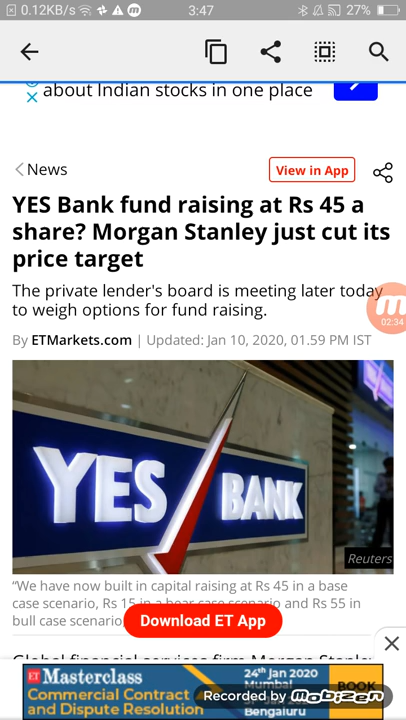 0.12KB/s 3:47 27%
about Indian stocks in one place
News
View in App
YES Bank fund raising at Rs 45 a
share? Morgan Stanley just cut its
price target
The private lender's board is meeting later today
to weigh options for fund raising.
02:34
By ETMarkets.com | Updated: Jan 10, 2020, 01.59 PM IST
YES BANK
Reuters
"We have now built in capital raising at Rs 45 in a base
case scenario, Rs 15 in a bear case scenario and Rs 55 in
bull case scenario
Download ET App
Global financial services firm Morgan Stanley
ET Masterclass
Commercial Contract
and Dispute Resolution
24th Jan 2020
Mumbai
31st Jan 2020
Bengaluru
BOOK
Recorded by Mobizen